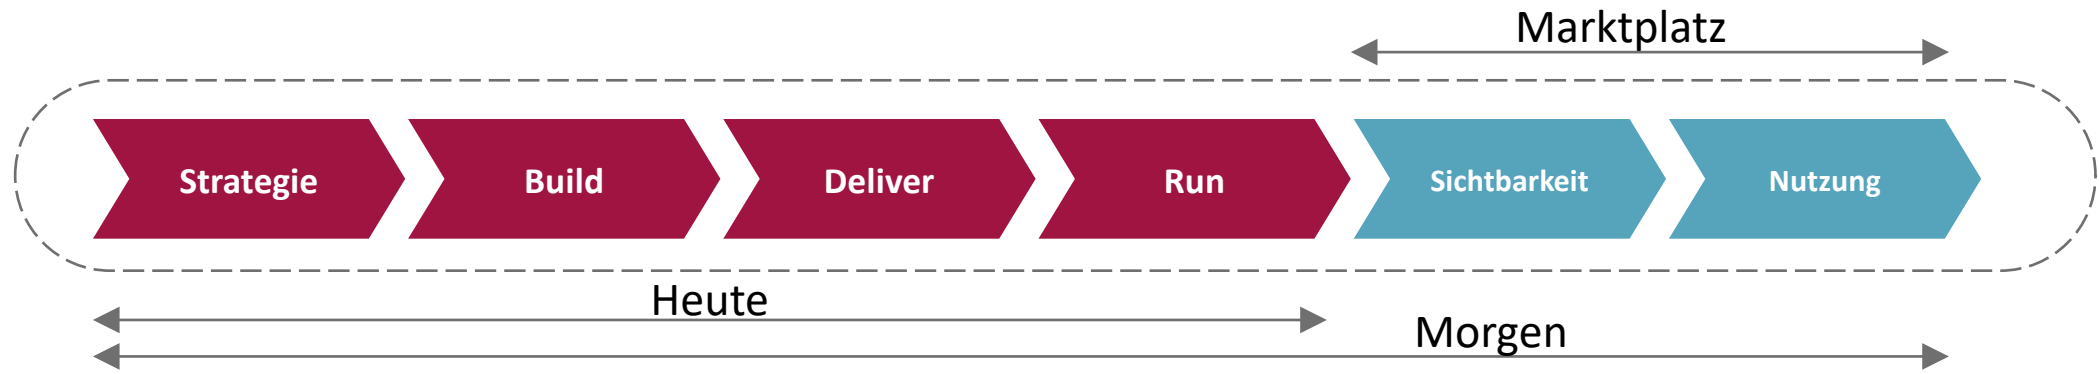 Marktplatz
Strategie Build Deliver Run Sichtbarkeit Nutzung
Heute
Morgen